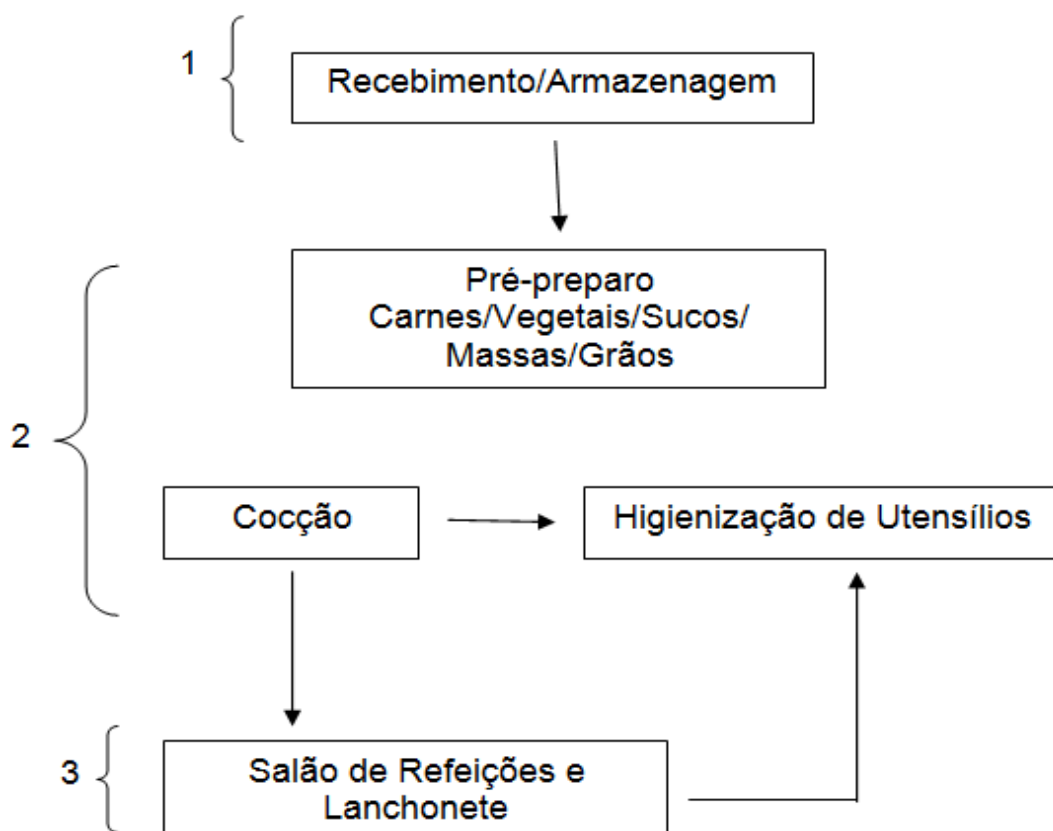 1
Recebimento/Armazenagem
Pré-preparo
Carnes/Vegetais/Sucos/
Massas/Grãos
2
Cocção
Higienização de Utensílios
3
Salão de Refeições e
Lanchonete